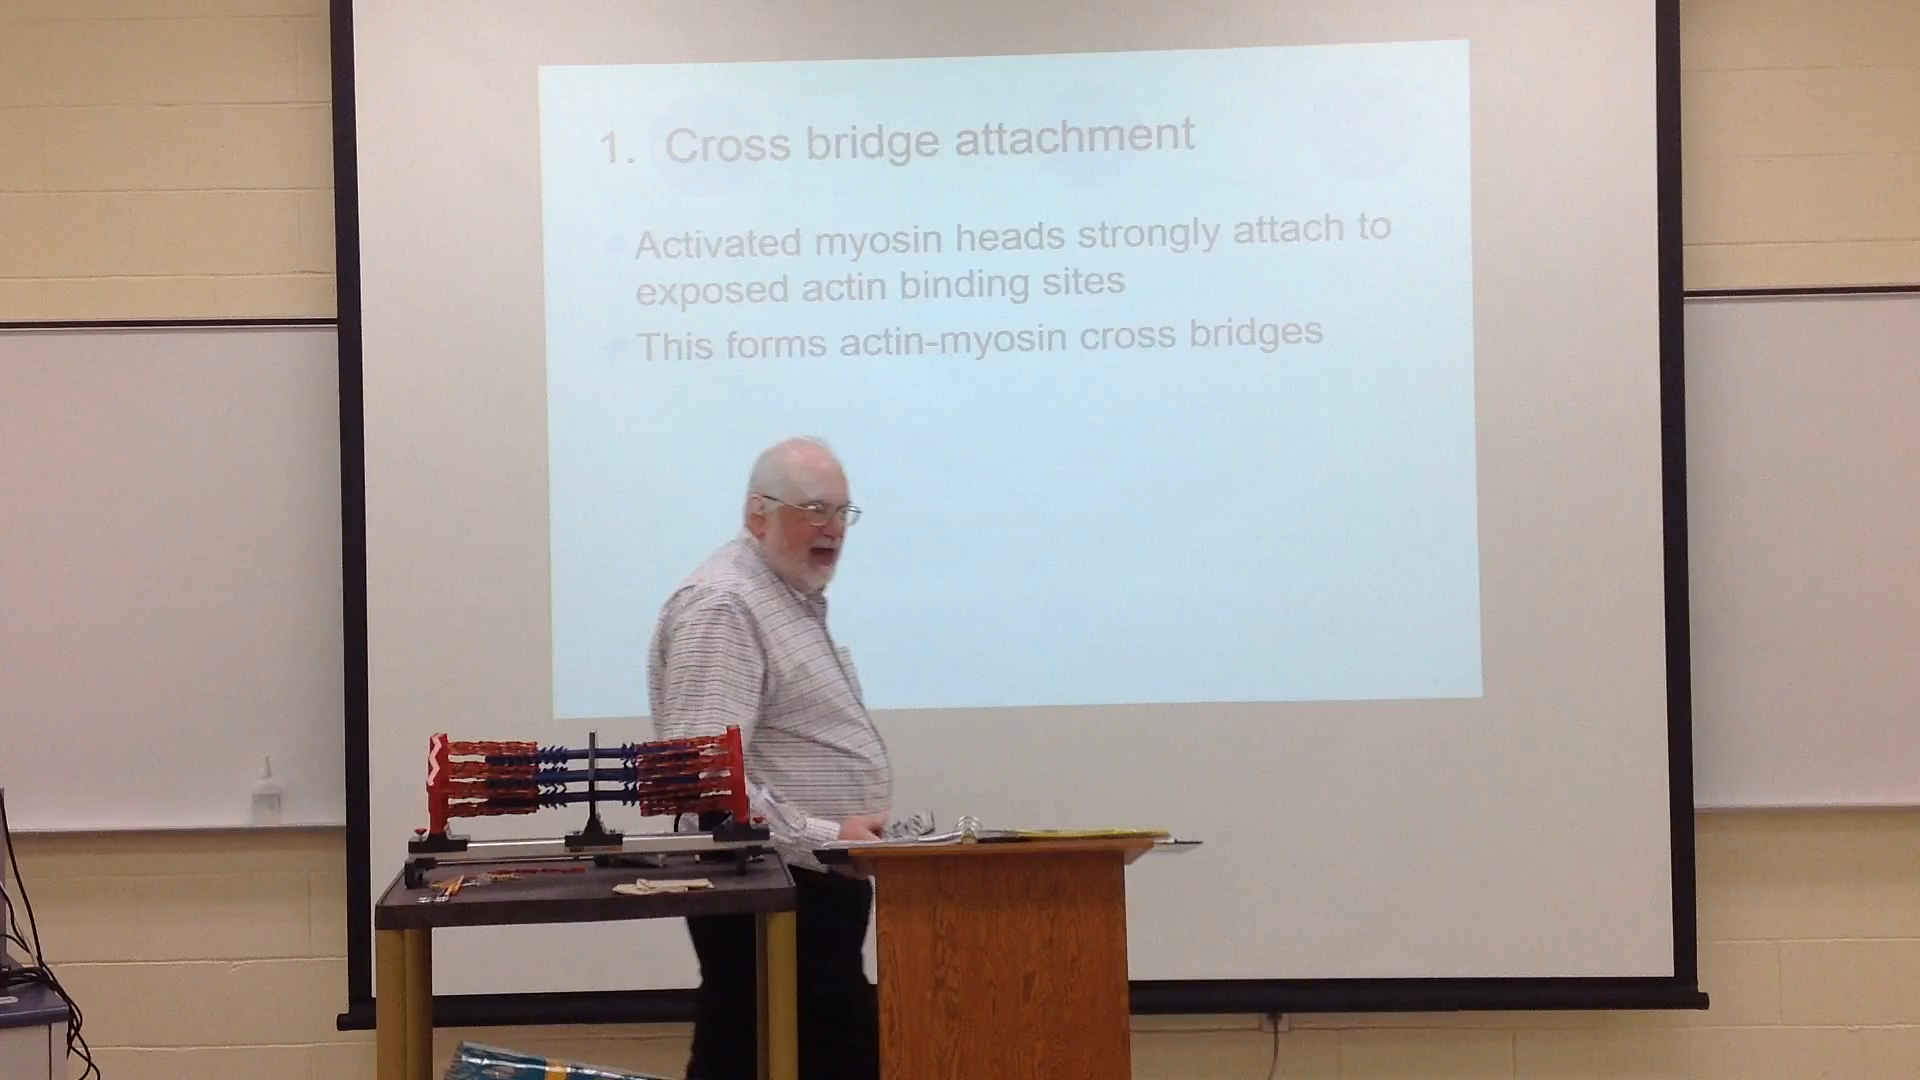 1. Cross bridge attachment
Activated myosin heads strongly attach to
exposed actin binding sites
This forms actin-myosin cross bridges